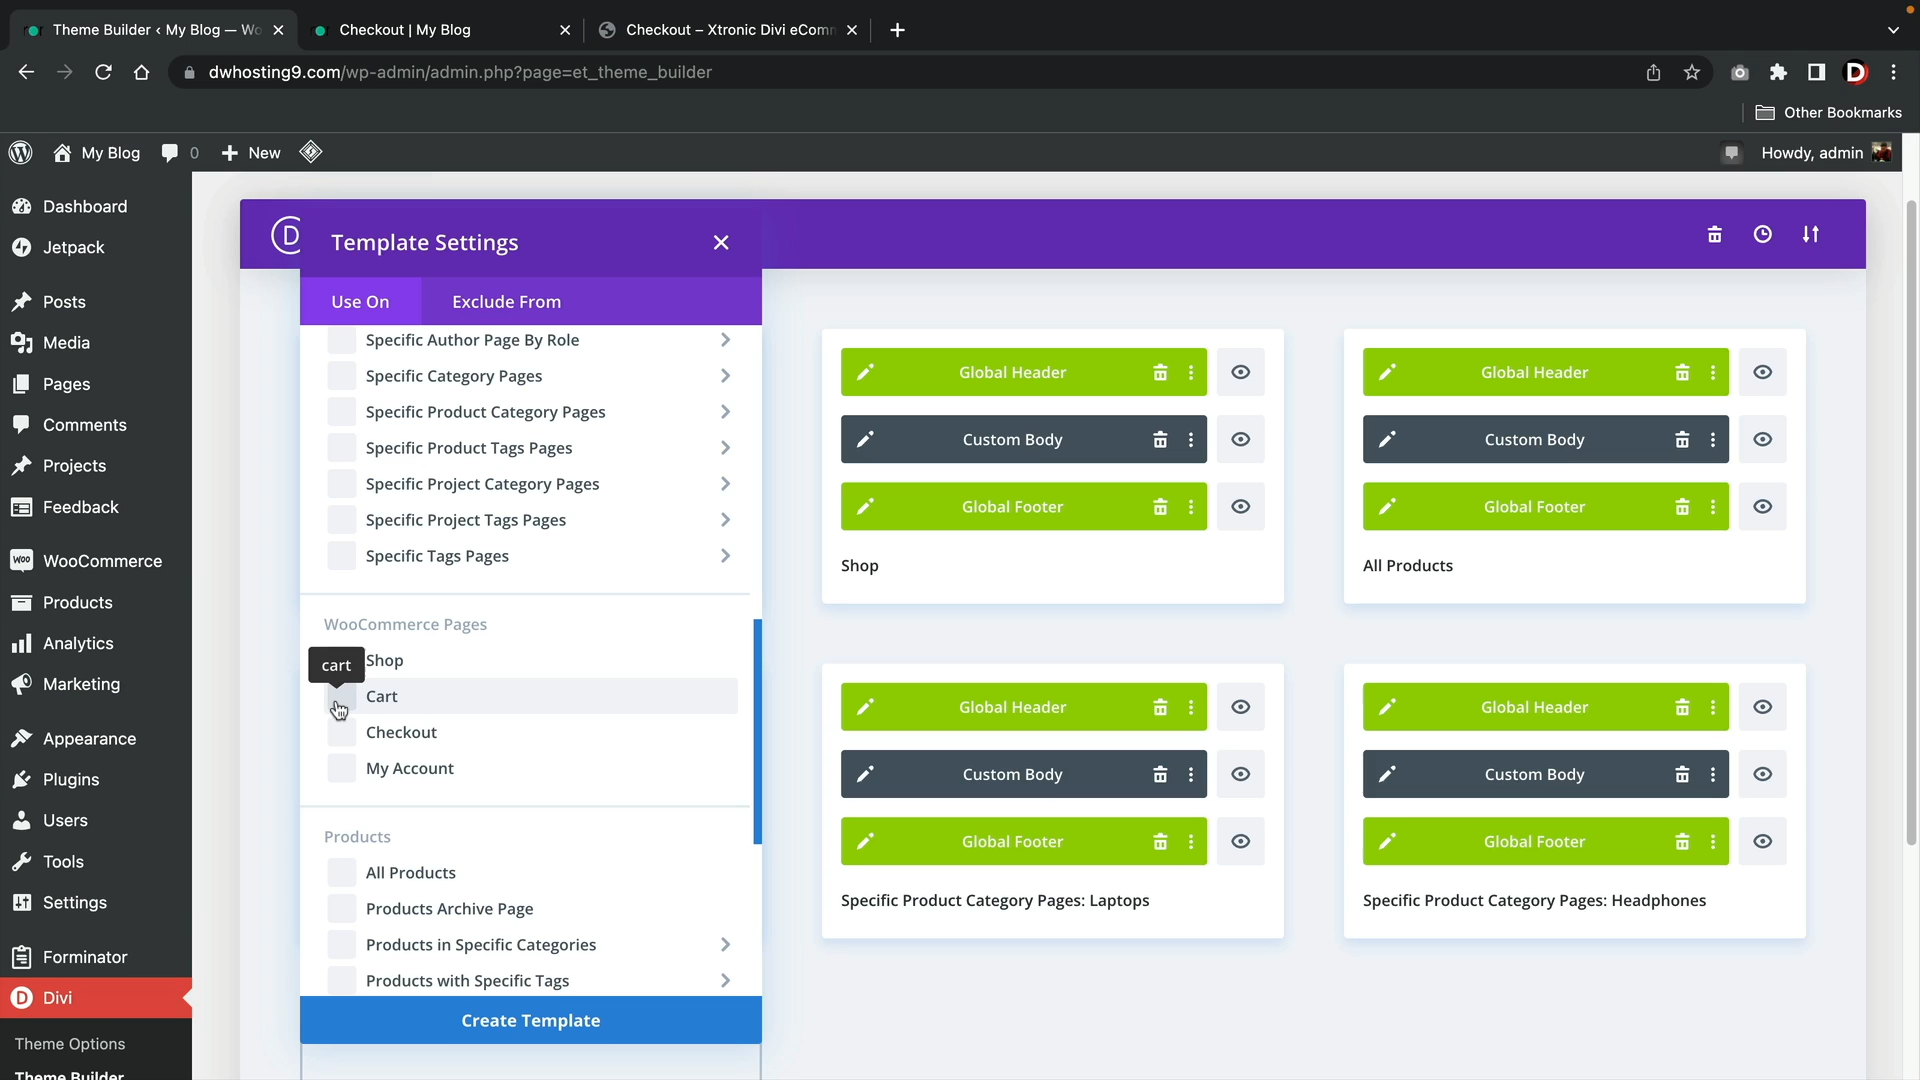 Theme Builder ‹ My Blog — Wo
Checkout | My Blog
Checkout – Xtronic Divi eComm
dwhosting9.com/wp-admin/admin.php?page=et_theme_builder
Other Bookmarks
My Blog
0
New
Howdy, admin
Dashboard
Jetpack
Posts
Media
Pages
Comments
Projects
Feedback
WooCommerce
Products
Analytics
Marketing
Appearance
Plugins
Users
Tools
Settings
Forminator
Divi
Theme Options
Theme Builder
Template Settings
Use On
Exclude From
Specific Author Page By Role
Specific Category Pages
Specific Product Category Pages
Specific Product Tags Pages
Specific Project Category Pages
Specific Project Tags Pages
Specific Tags Pages
WooCommerce Pages
Shop
cart
Cart
Checkout
My Account
Products
All Products
Products Archive Page
Products in Specific Categories
Products with Specific Tags
Create Template
Global Header
Custom Body
Global Footer
Shop
Global Header
Custom Body
Global Footer
All Products
Global Header
Custom Body
Global Footer
Specific Product Category Pages: Laptops
Global Header
Custom Body
Global Footer
Specific Product Category Pages: Headphones